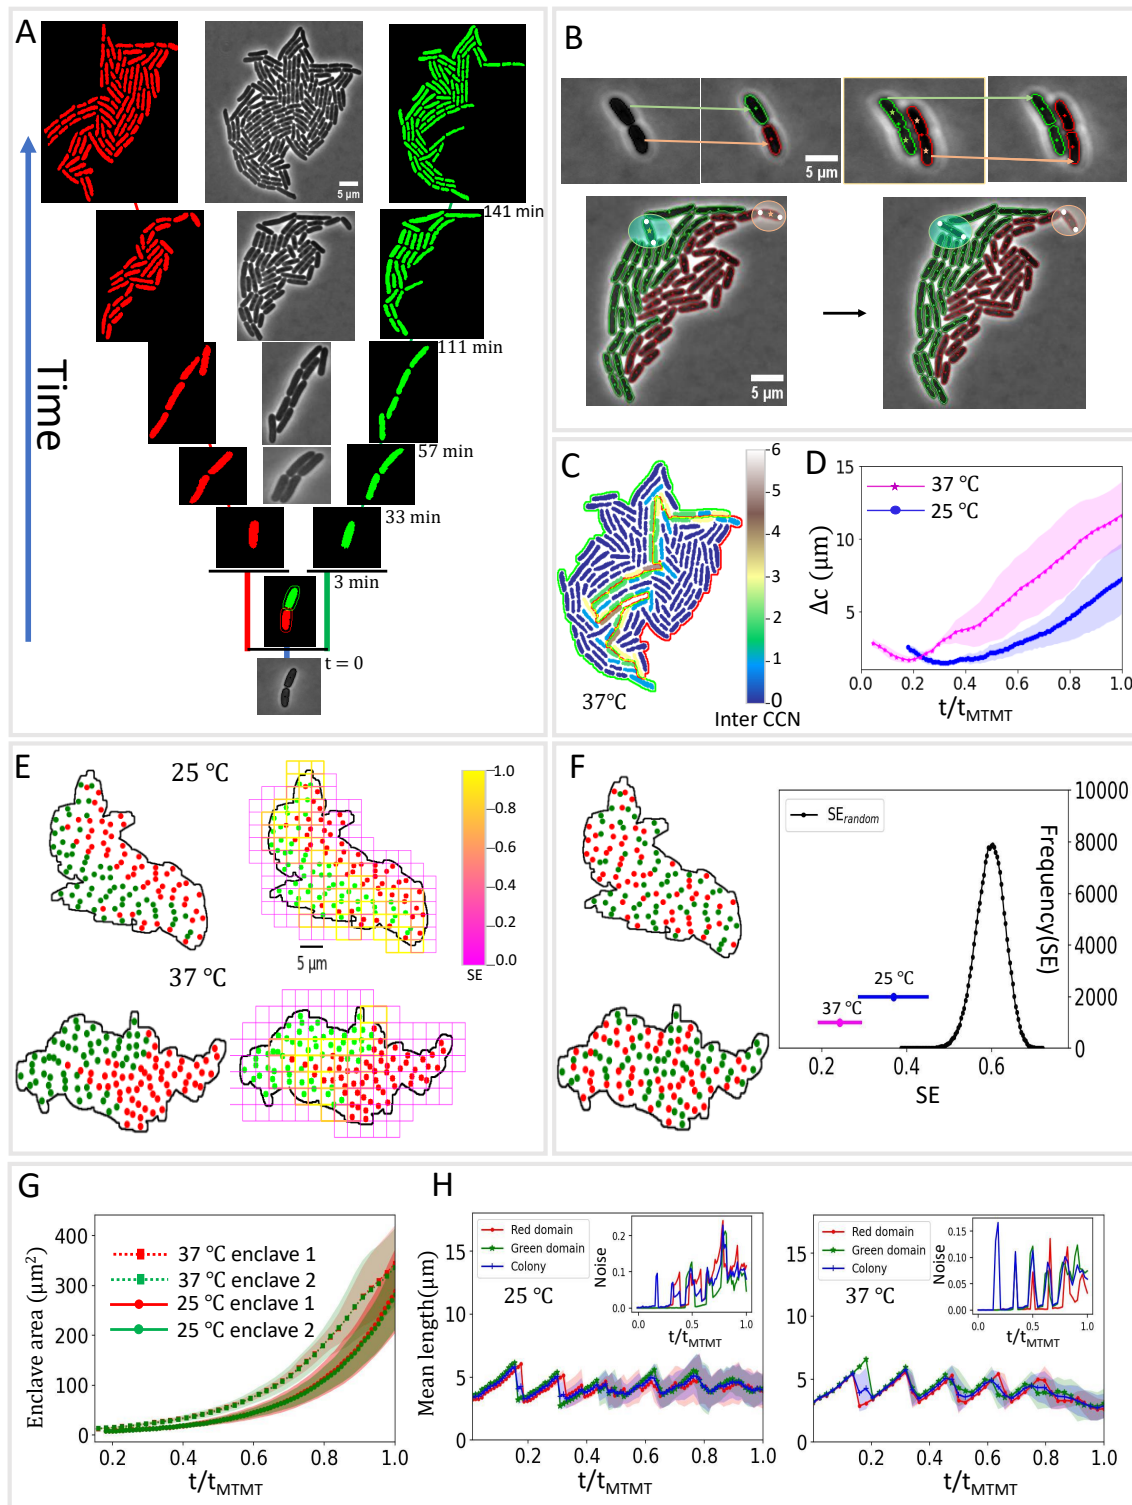 A
5 μm
141 min
111 min
57 min
33 min
3 min
t = 0
Time
B
5 μm
5 μm
C
37°C
6
5
4
3
2
1
0
Inter CCN
D
37 °C
25 °C
Δc (μm)
15
10
5
0.0 0.2 0.4 0.6 0.8 1.0
t/tMTMT
E
25 °C
37 °C
5 μm
1.0
0.8
0.6
0.4
0.2
0.0
SE
F
SErandom
25 °C
37 °C
10000
8000
6000
4000
2000
0
Frequency(SE)
0.2 0.4 0.6
SE
G
37 °C enclave 1
37 °C enclave 2
25 °C enclave 1
25 °C enclave 2
Enclave area (μm²)
400
300
200
100
0
0.2 0.4 0.6 0.8 1.0
t/tMTMT
H
Red domain
Green domain
Colony
25 °C
Mean length(μm)
15
10
5
0
0.0 0.2 0.4 0.6 0.8 1.0
t/tMTMT
Noise
0.2
0.1
0.0
0.0 0.5 1.0
t/tMTMT
Red domain
Green domain
Colony
37 °C
15
10
5
0
0.0 0.2 0.4 0.6 0.8 1.0
t/tMTMT
Noise
0.15
0.10
0.05
0.00
0.0 0.5 1.0
t/tMTMT